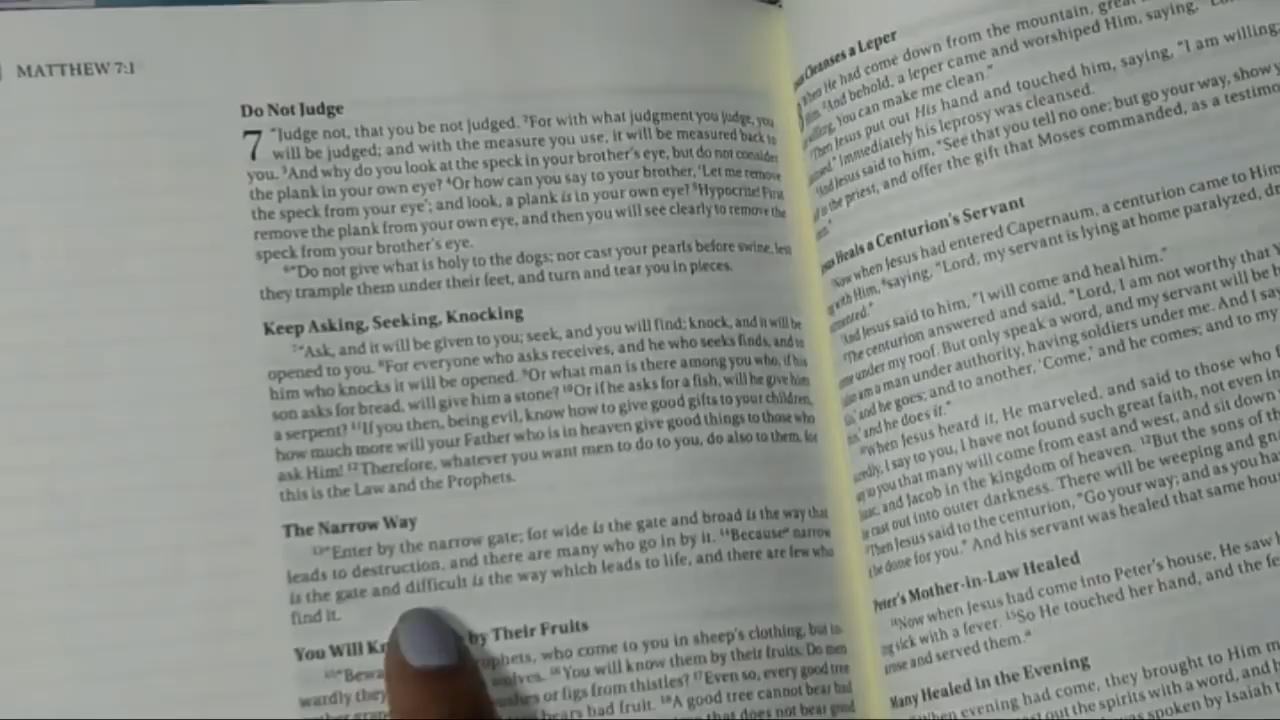 MATTHEW 7:1
Do Not Judge
7 "Judge not, that you be not judged. 2For with what judgment you judge, you
will be judged; and with the measure you use, it will be measured back to
you. 3And why do you look at the speck in your brother's eye, but do not consider
the plank in your own eye? 4Or how can you say to your brother, 'Let me remove
the speck from your eye'; and look, a plank is in your own eye? 5Hypocrite! First
remove the plank from your own eye, and then you will see clearly to remove the
speck from your brother's eye.
6"Do not give what is holy to the dogs; nor cast your pearls before swine, lest
they trample them under their feet, and turn and tear you in pieces.
Keep Asking, Seeking, Knocking
7"Ask, and it will be given to you; seek, and you will find; knock, and it will be
opened to you. 8For everyone who asks receives, and he who seeks finds, and to
him who knocks it will be opened. 9Or what man is there among you who, if his
son asks for bread, will give him a stone? 10Or if he asks for a fish, will he give him
a serpent? 11If you then, being evil, know how to give good gifts to your children,
how much more will your Father who is in heaven give good things to those who
ask Him! 12Therefore, whatever you want men to do to you, do also to them, for
this is the Law and the Prophets.
The Narrow Way
13"Enter by the narrow gate; for wide is the gate and broad is the way that
leads to destruction, and there are many who go in by it. 14Because narrow
is the gate and difficult is the way which leads to life, and there are few who
find it.
You Will by Their Fruits
who come to you in sheep's clothing, but in-
wardly they wolves. 16You will know them by their fruits. Do men
or figs from thistles? 17Even so, every good tree
bears bad fruit. 18A good tree cannot bear bad
that does not bear good
Cleanses a Leper
He had come down from the mountain, great
And behold, a leper came and worshiped Him, saying,
You can make me clean."
Then Jesus put out His hand and touched him, saying, "I am willing;
Immediately his leprosy was cleansed.
And Jesus said to him, "See that you tell no one; but go your way, show
to the priest, and offer the gift that Moses commanded, as a
Heals a Centurion's Servant
Now when Jesus had entered Capernaum, a centurion came to Him
with Him, 6saying, "Lord, my servant is lying at home paralyzed,
And Jesus said to him, "I will come and heal him."
The centurion answered and said, "Lord, I am not worthy that
under my roof. But only speak a word, and my servant will be
am a man under authority, having soldiers under me. And I say
and he goes; and to another, 'Come,' and he comes; and to my
and he does it."
When Jesus heard it, He marveled, and said to those who
I say to you, I have not found such great faith, not even in
to you that many will come from east and west, and sit down
and Jacob in the kingdom of heaven. 12But the sons of
cast out into outer darkness. There will be weeping and
Then Jesus said to the centurion, "Go your way; and as you
done for you." And his servant was healed that same
Peter's Mother-in-Law Healed
14Now when Jesus had come into Peter's house, He saw
sick with a fever. 15So He touched her hand, and the
and served them.
Many Healed in the Evening
When evening had come, they brought to Him
out the spirits with a word, and
was spoken by Isaiah